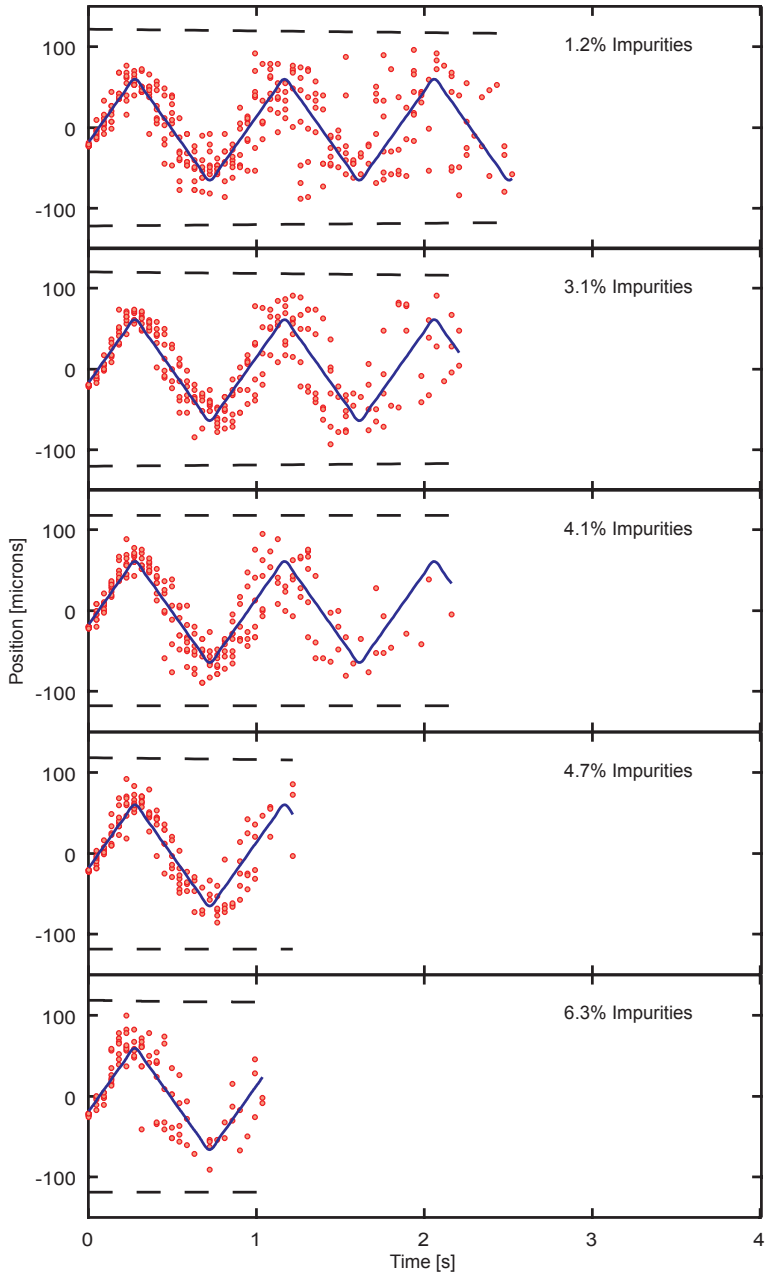 100
0
-100
1.2% Impurities
100
0
-100
3.1% Impurities
100
0
-100
4.1% Impurities
Position [microns]
100
0
-100
4.7% Impurities
100
0
-100
6.3% Impurities
0 1 2 3 4
Time [s]